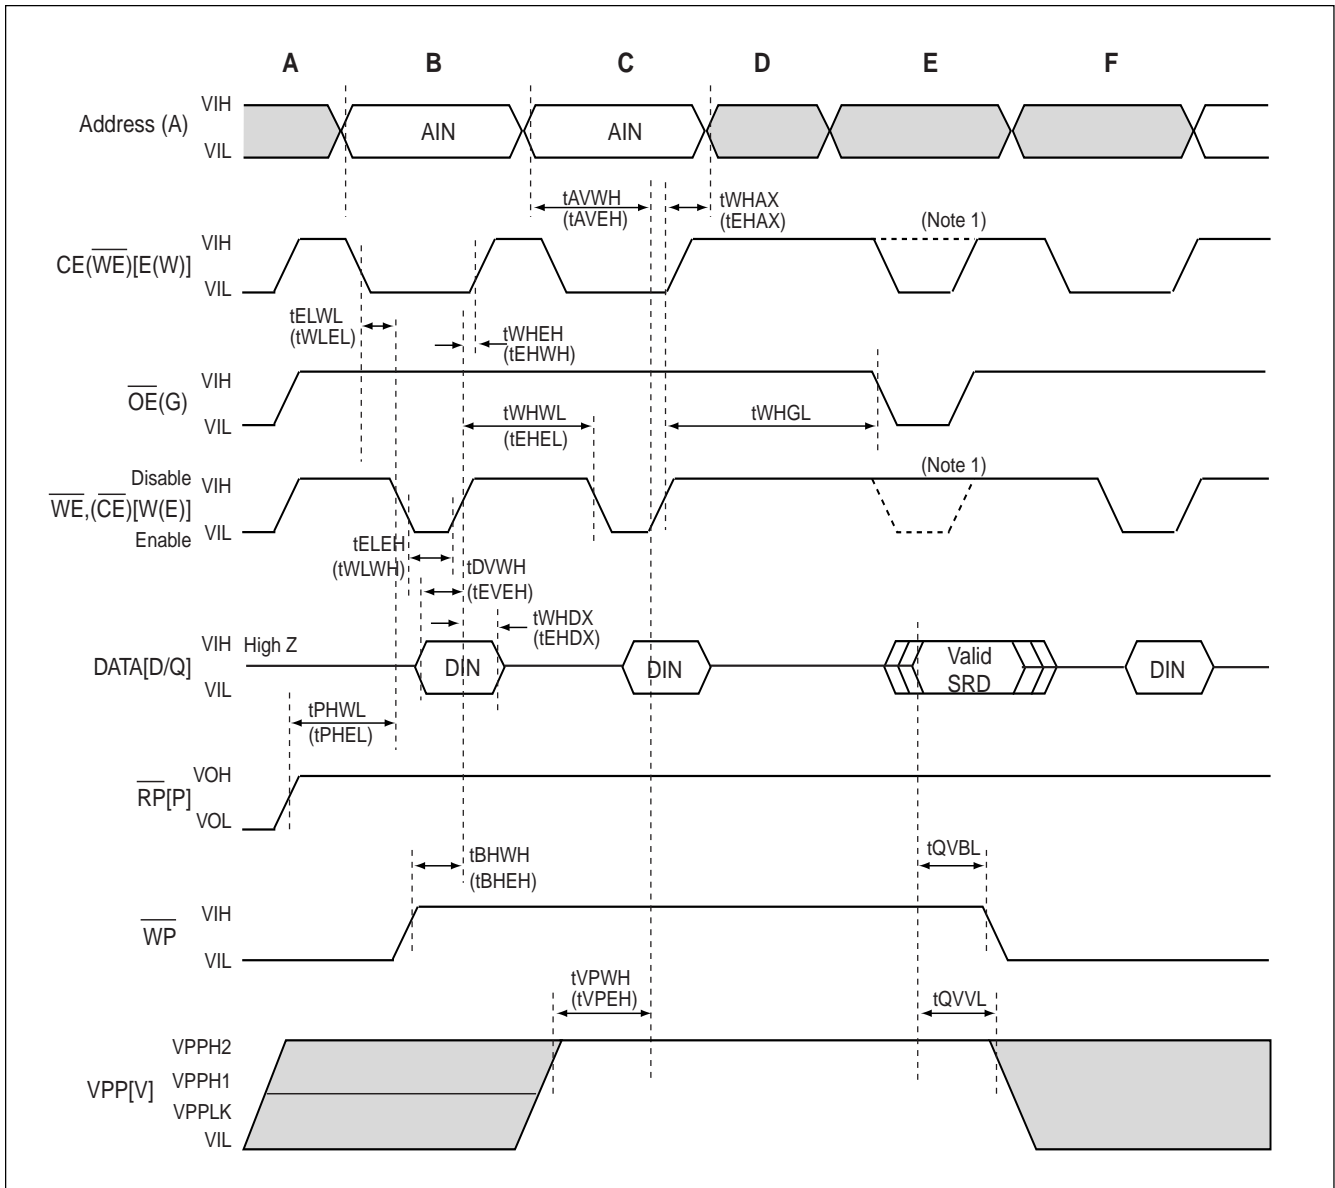 A B C D E F
Address (A)
VIH
VIL
AIN
AIN
tAVWH
(tAVEH)
tWHAX
(tEHAX)
CE(WE)[E(W)]
VIH
VIL
(Note 1)
tELWL
(tWLEL)
tWHEH
(tEHWH)
OE(G)
VIH
VIL
tWHWL
(tEHEL)
tWHGL
Disable
WE,(CE)[W(E)]
Enable
VIH
VIL
(Note 1)
tELEH
(tWLWH)
tDVWH
(tEVEH)
tWHDX
(tEHDX)
DATA[D/Q]
VIH
High Z
VIL
DIN
DIN
Valid
SRD
DIN
tPHWL
(tPHEL)
RP[P]
VOH
VOL
tBHWH
(tBHEH)
tQVBL
WP
VIH
VIL
tVPWH
(tVPEH)
tQVVL
VPP[V]
VPPH2
VPPH1
VPPLK
VIL